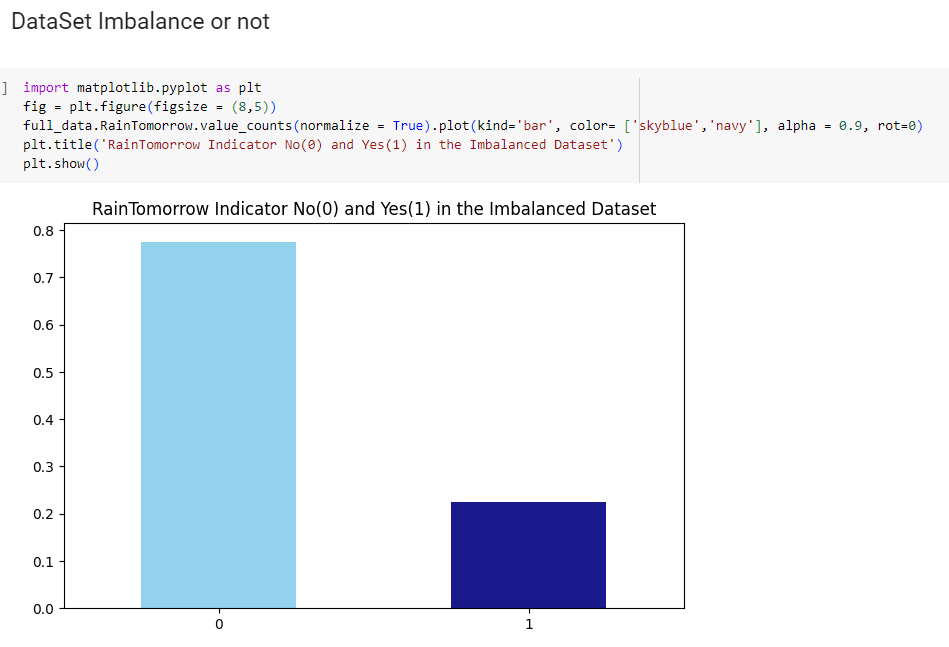 DataSet Imbalance or not
] import matplotlib.pyplot as plt
fig = plt.figure(figsize = (8,5))
full_data.RainTomorrow.value_counts(normalize = True).plot(kind='bar', color= ['skyblue','navy'], alpha = 0.9, rot=0)
plt.title('RainTomorrow Indicator No(0) and Yes(1) in the Imbalanced Dataset')
plt.show()
RainTomorrow Indicator No(0) and Yes(1) in the Imbalanced Dataset
0.8
0.7
0.6
0.5
0.4
0.3
0.2
0.1
0.0
0 1